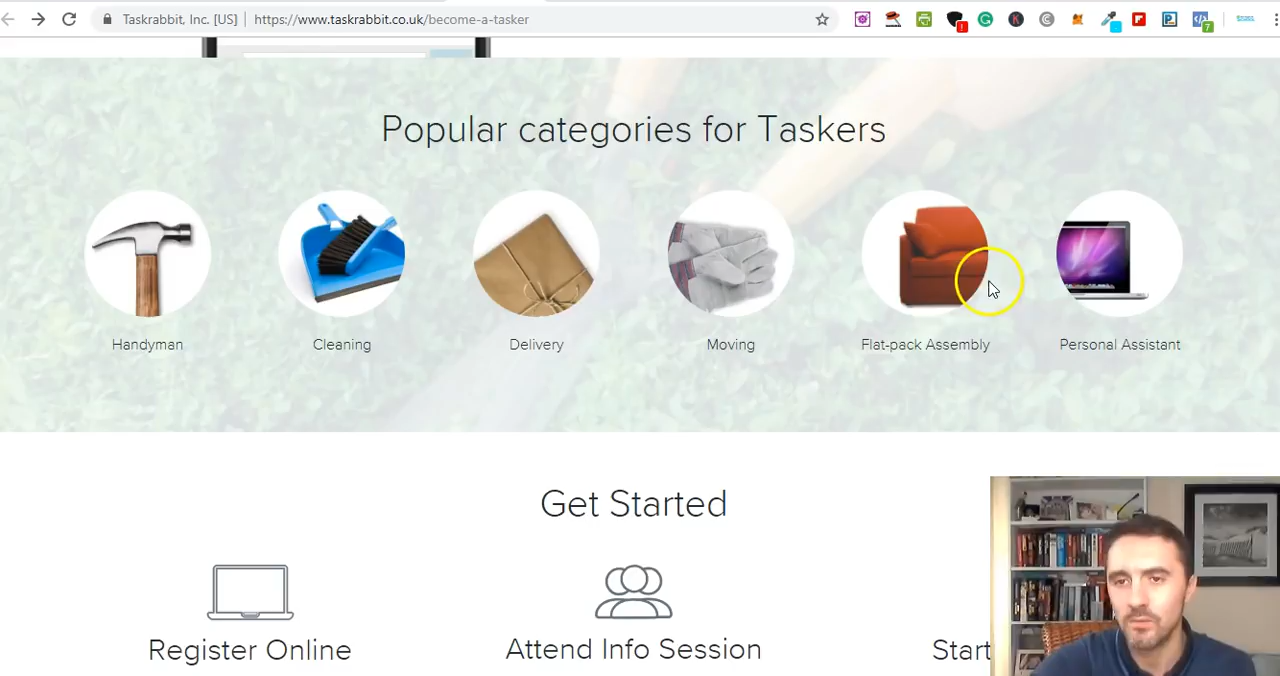 Taskrabbit, Inc. [US] | https://www.taskrabbit.co.uk/become-a-tasker
!
7
Popular categories for Taskers
Handyman
Cleaning
Delivery
Moving
Flat-pack Assembly
Personal Assistant
Get Started
Register Online
Attend Info Session
Start